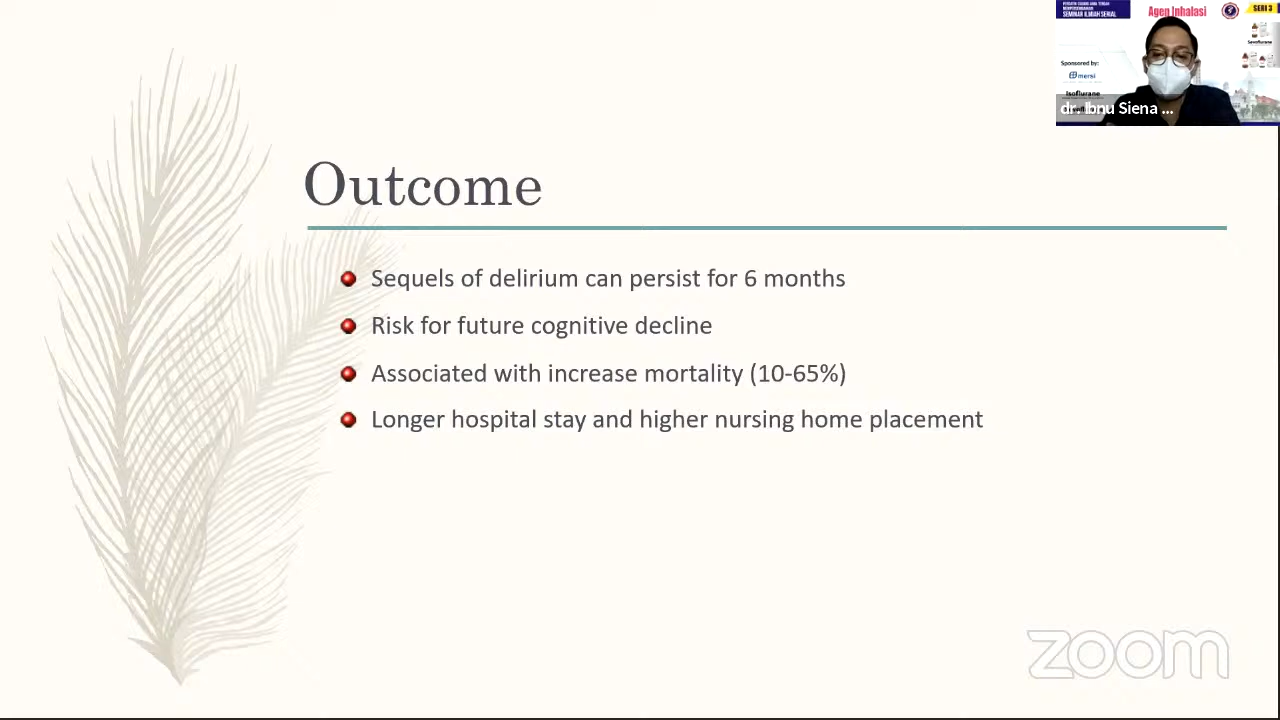 Outcome
Sequels of delirium can persist for 6 months
Risk for future cognitive decline
Associated with increase mortality (10-65%)
Longer hospital stay and higher nursing home placement
SEMINAR ILMIAH SERIAL
Agen Inhalasi
SERI 3
Sevoflurane
Sponsored by:
mersi
Isoflurane
dr. Ibnu Siena ...
zoom